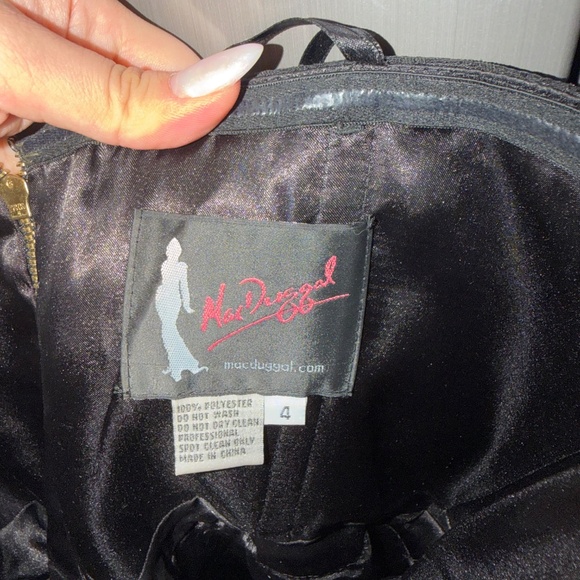 Mac Duggal
macduggal.com
100% POLYESTER
DO NOT WASH
DO NOT DRY CLEAN
PROFESSIONAL
SPOT CLEAN ONLY
MADE IN CHINA
4